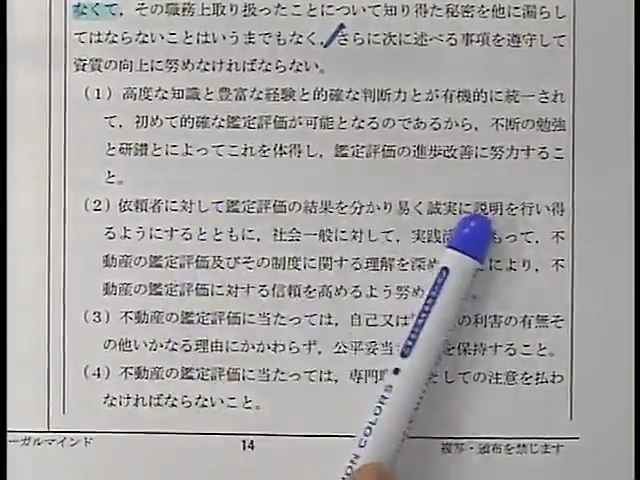 なくて，その職務上取り扱ったことについて知り得た秘密を他に漏らし
てはならないことはいうまでもなく，さらに次に述べる事項を遵守して
資質の向上に努めなければならない。
（1）高度な知識と豊富な経験と的確な判断力とが有機的に統一され
て，初めて的確な鑑定評価が可能となるのであるから，不断の勉強
と研鑽とによってこれを体得し，鑑定評価の進歩改善に努力するこ
と。
（2）依頼者に対して鑑定評価の結果を分かり易く誠実に説明を行い得
るようにするとともに，社会一般に対して，実践活 もって，不
動産の鑑定評価及びその制度に関する理解を深め により，不
動産の鑑定評価に対する信頼を高めるよう努め 。
（3）不動産の鑑定評価に当たっては，自己又は の利害の有無そ
の他いかなる理由にかかわらず，公平妥当 を保持すること。
（4）不動産の鑑定評価に当たっては，専門 としての注意を払わ
なければならないこと。
ーガルマインド 14 複写・頒布を禁じます
ON COLORS